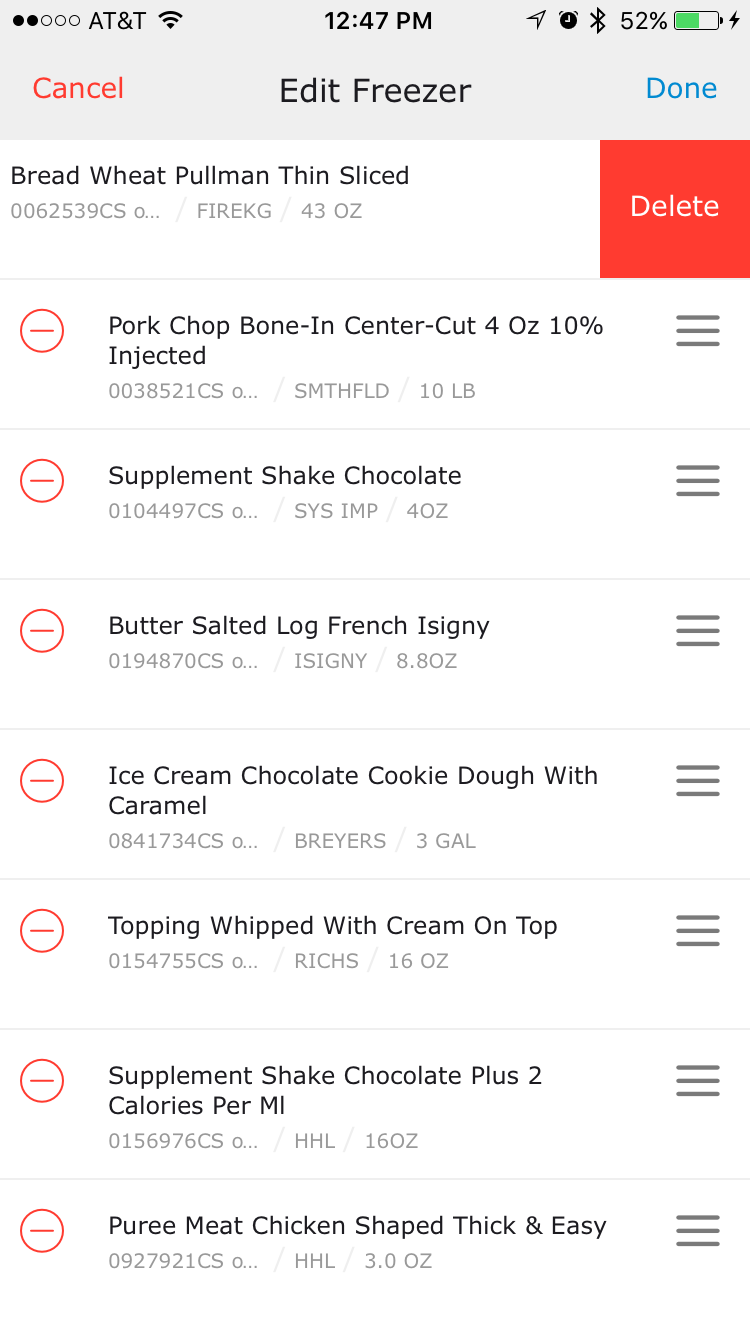 AT&T 12:47 PM 52%
Cancel Edit Freezer Done
Bread Wheat Pullman Thin Sliced
0062539CS o... / FIREKG / 43 OZ
Delete
Pork Chop Bone-In Center-Cut 4 Oz 10%
Injected
0038521CS o... / SMTHFLD / 10 LB
Supplement Shake Chocolate
0104497CS o... / SYS IMP / 4OZ
Butter Salted Log French Isigny
0194870CS o... / ISIGNY / 8.8OZ
Ice Cream Chocolate Cookie Dough With
Caramel
0841734CS o... / BREYERS / 3 GAL
Topping Whipped With Cream On Top
0154755CS o... / RICHS / 16 OZ
Supplement Shake Chocolate Plus 2
Calories Per Ml
0156976CS o... / HHL / 16OZ
Puree Meat Chicken Shaped Thick & Easy
0927921CS o... / HHL / 3.0 OZ